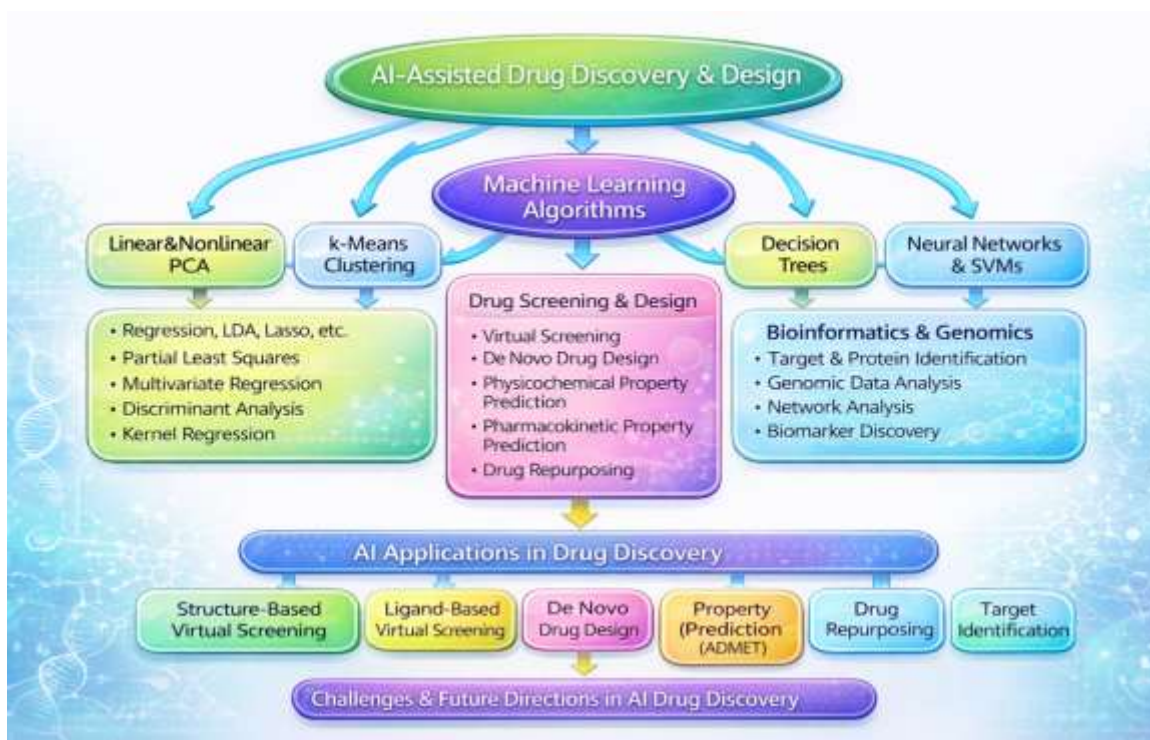 AI-Assisted Drug Discovery & Design
Machine Learning
Algorithms
Linear&Nonlinear
PCA
k-Means
Clustering
Decision
Trees
Neural Networks
& SVMs
• Regression, LDA, Lasso, etc.
• Partial Least Squares
• Multivariate Regression
• Discriminant Analysis
• Kernel Regression
Drug Screening & Design
• Virtual Screening
• De Novo Drug Design
• Physicochemical Property
Prediction
• Pharmacokinetic Property
Prediction
• Drug Repurposing
Bioinformatics & Genomics
• Target & Protein Identification
• Genomic Data Analysis
• Network Analysis
• Biomarker Discovery
AI Applications in Drug Discovery
Structure-Based
Virtual Screening
Ligand-Based
Virtual Screening
De Novo
Drug Design
Property
(Prediction
(ADMET)
Drug
Repurposing
Target
Identification
Challenges & Future Directions in AI Drug Discovery